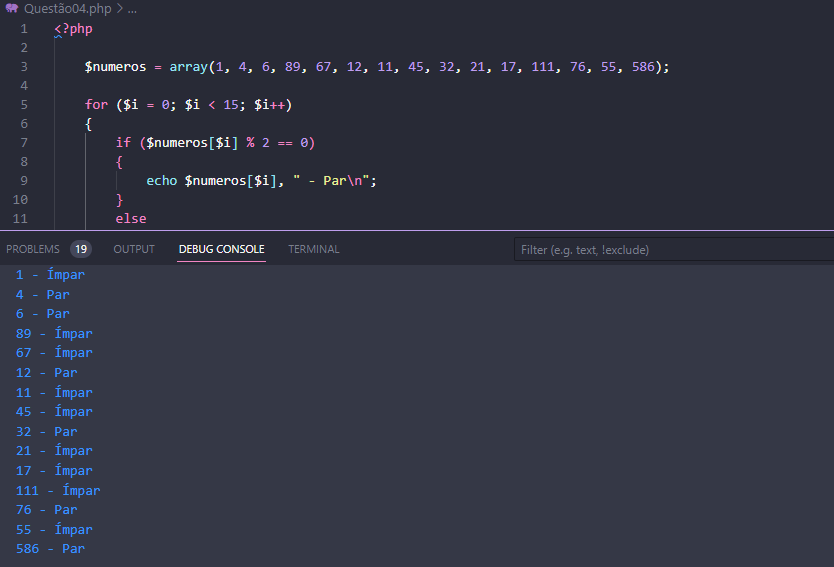 Questão04.php > ...
1 <?php
2
3 $numeros = array(1, 4, 6, 89, 67, 12, 11, 45, 32, 21, 17, 111, 76, 55, 586);
4
5 for ($i = 0; $i < 15; $i++)
6 {
7 if ($numeros[$i] % 2 == 0)
8 {
9 echo $numeros[$i], " - Par\n";
10 }
11 else
PROBLEMS 19 OUTPUT DEBUG CONSOLE TERMINAL Filter (e.g. text, !exclude)
1 - Ímpar
4 - Par
6 - Par
89 - Ímpar
67 - Ímpar
12 - Par
11 - Ímpar
45 - Ímpar
32 - Par
21 - Ímpar
17 - Ímpar
111 - Ímpar
76 - Par
55 - Ímpar
586 - Par